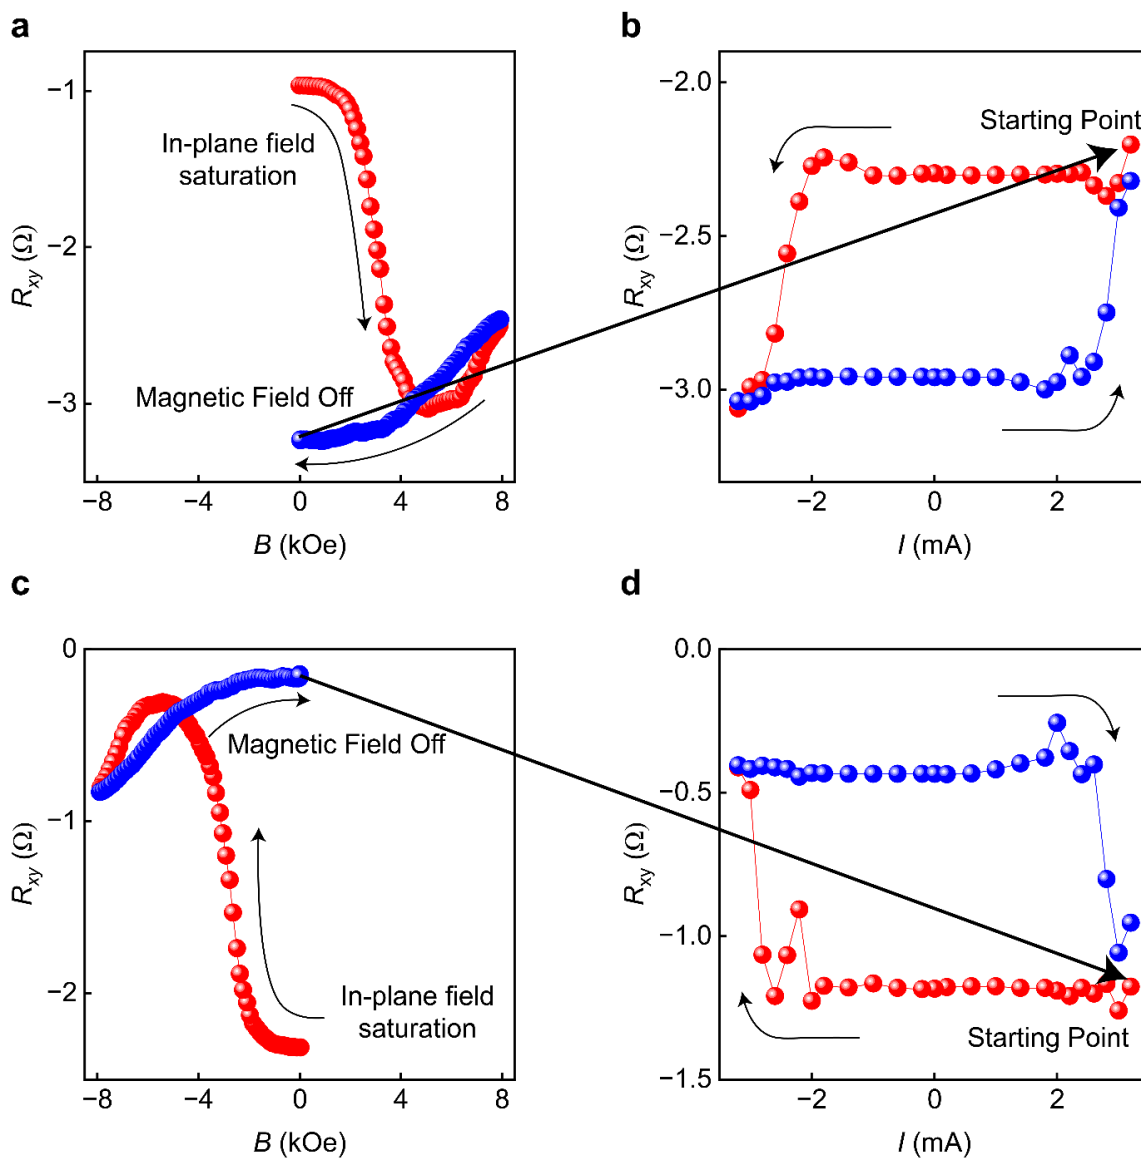 a
−1
−2
−3
Rxy (Ω)
In-plane field
saturation
Magnetic Field Off
−8
−4
0
4
8
B (kOe)
b
−2.0
−2.5
−3.0
Rxy (Ω)
Starting Point
−2
0
2
I (mA)
c
0
−1
−2
Rxy (Ω)
Magnetic Field Off
In-plane field
saturation
−8
−4
0
4
8
B (kOe)
d
0.0
−0.5
−1.0
−1.5
Rxy (Ω)
Starting Point
−2
0
2
I (mA)